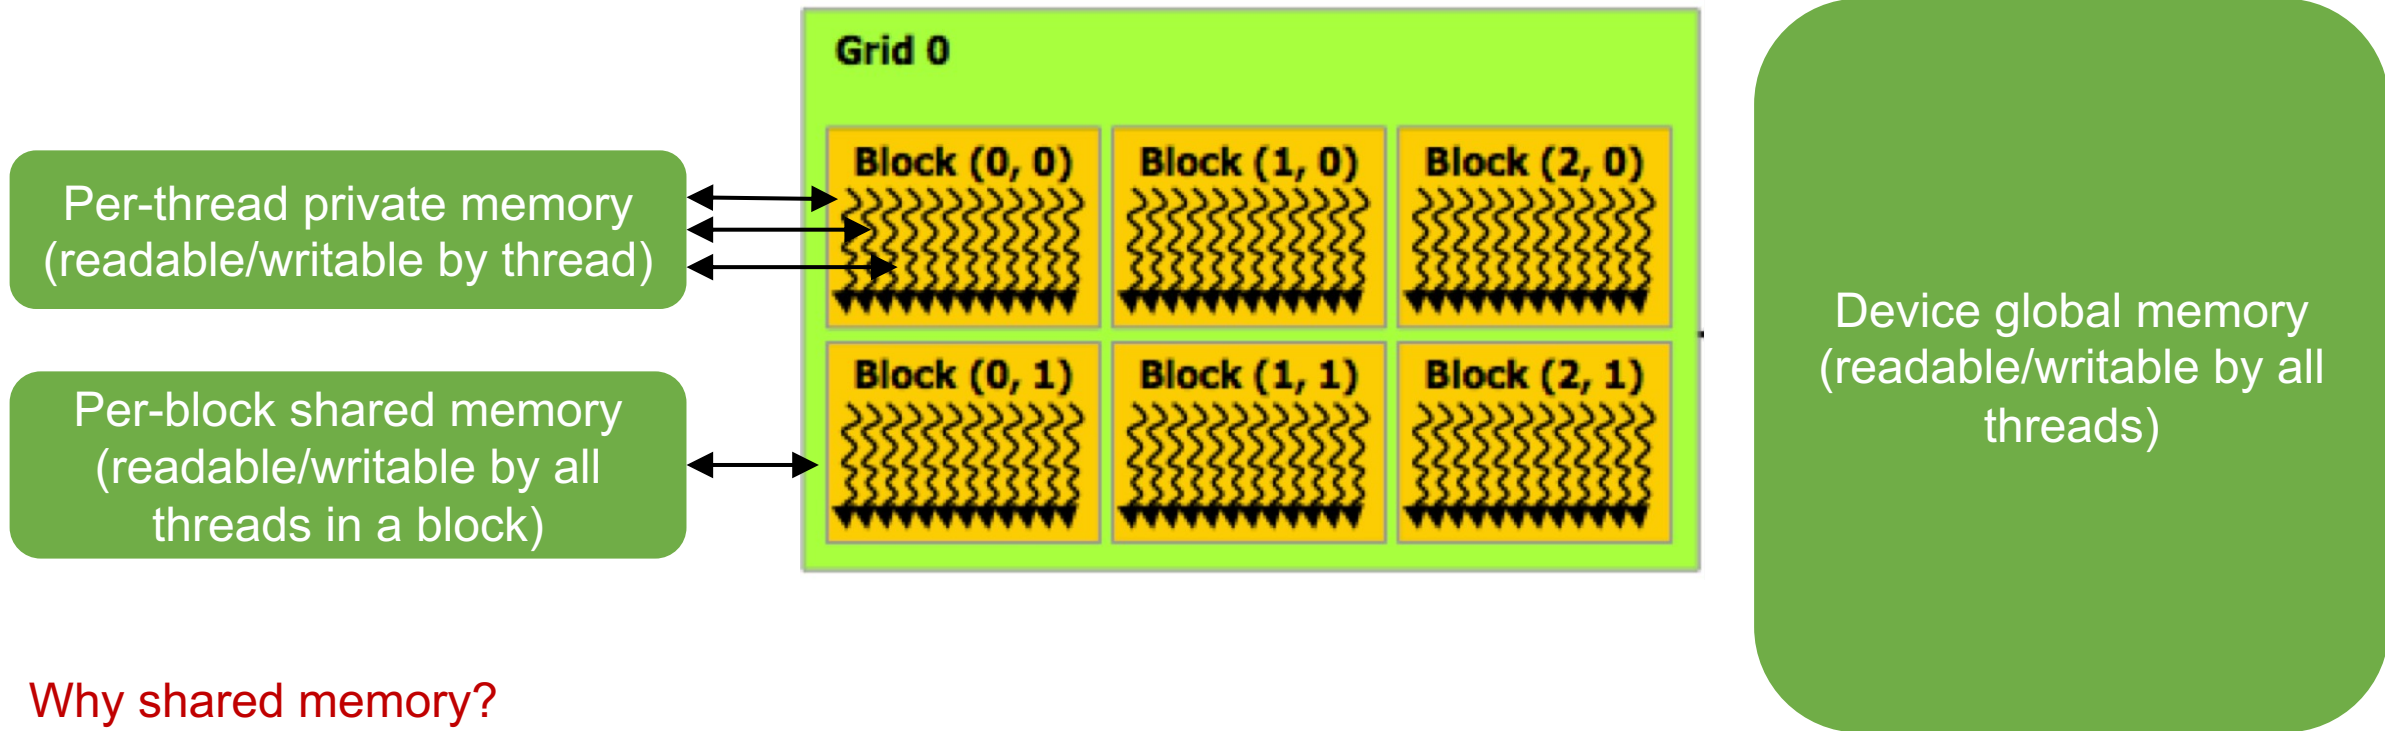 Grid 0
Block (0, 0)
Block (1, 0)
Block (2, 0)
Block (0, 1)
Block (1, 1)
Block (2, 1)
Per-thread private memory
(readable/writable by thread)
Per-block shared memory
(readable/writable by all
threads in a block)
Device global memory
(readable/writable by all
threads)
Why shared memory?